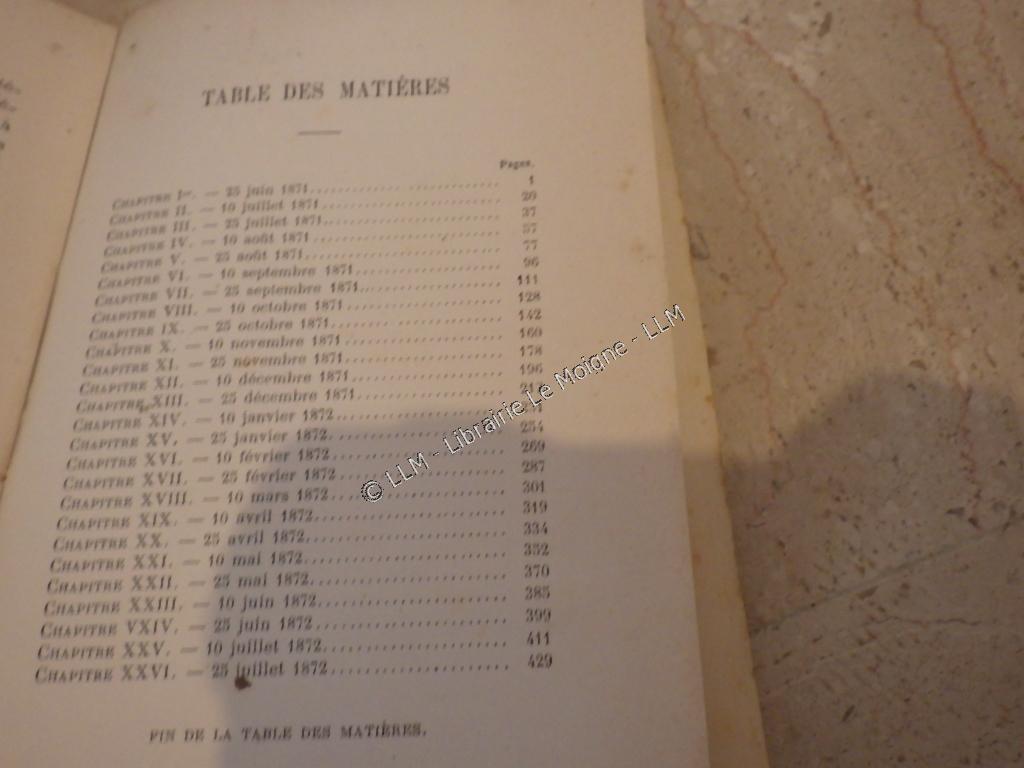 TABLE DES MATIÈRES
Pages.
CHAPITRE Ier. — 25 juin 1871 1
CHAPITRE II. — 10 juillet 1871 20
CHAPITRE III. — 25 juillet 1871 37
CHAPITRE IV. — 10 août 1871 57
CHAPITRE V. — 25 août 1871 77
CHAPITRE VI. — 10 septembre 1871 96
CHAPITRE VII. — 25 septembre 1871 111
CHAPITRE VIII. — 10 octobre 1871 128
CHAPITRE IX. — 25 octobre 1871 142
CHAPITRE X. — 10 novembre 1871 160
CHAPITRE XI. — 25 novembre 1871 178
CHAPITRE XII. — 10 décembre 1871 196
CHAPITRE XIII. — 25 décembre 1871
CHAPITRE XIV. — 10 janvier 1872
CHAPITRE XV. — 25 janvier 1872 254
CHAPITRE XVI. — 10 février 1872 269
CHAPITRE XVII. — 25 février 1872 287
CHAPITRE XVIII. — 10 mars 1872 301
CHAPITRE XIX. — 10 avril 1872 319
CHAPITRE XX. — 25 avril 1872 334
CHAPITRE XXI. — 10 mai 1872 352
CHAPITRE XXII. — 25 mai 1872 370
CHAPITRE XXIII. — 10 juin 1872 385
CHAPITRE VXIV. — 25 juin 1872 399
CHAPITRE XXV. — 10 juillet 1872 411
CHAPITRE XXVI. — 25 juillet 1872 429
FIN DE LA TABLE DES MATIÈRES.
© LLM - Librairie Le Moigne - LLM